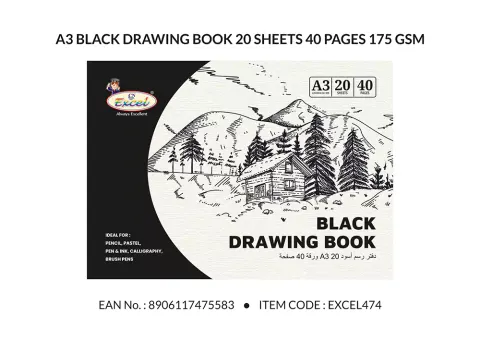 A3 BLACK DRAWING BOOK 20 SHEETS 40 PAGES 175 GSM
Excel
Always Excellent
A3 20 40
SHEETS PAGES
BLACK
DRAWING BOOK
دفتر رسم أسود A3 20 ورقة 40 صفحة
IDEAL FOR :
PENCIL, PASTEL,
PEN & INK, CALLIGRAPHY,
BRUSH PENS
EAN No. : 8906117475583 ● ITEM CODE : EXCEL474